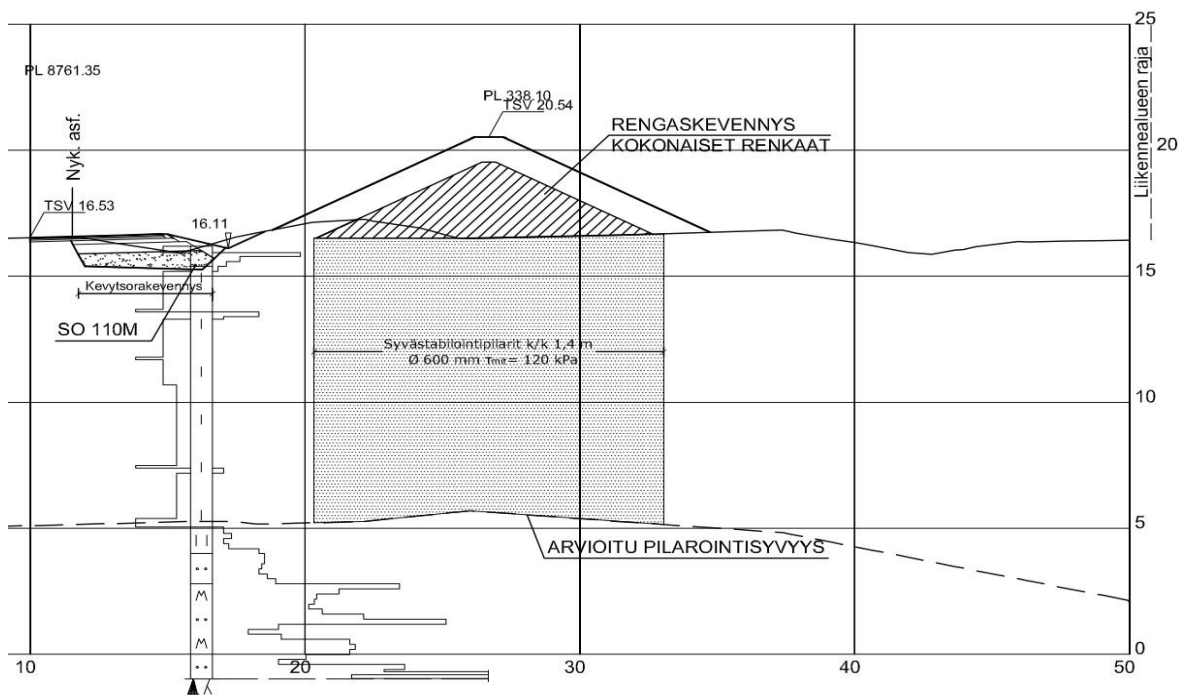 25
PL 8761.35
PL 338.10
TSV 20.54
Liikennealueen raja
RENGASKEVENNYS
KOKONAISET RENKAAT
20
Nyk. asf.
TSV 16.53
16.11
15
Kevytsorakevennys
SO 110M
Syvästabilointipilarit k/k 1,4 m
Ø 600 mm τmit= 120 kPa
10
5
ARVIOITU PILAROINTISYVYYS
0
10
20
30
40
50